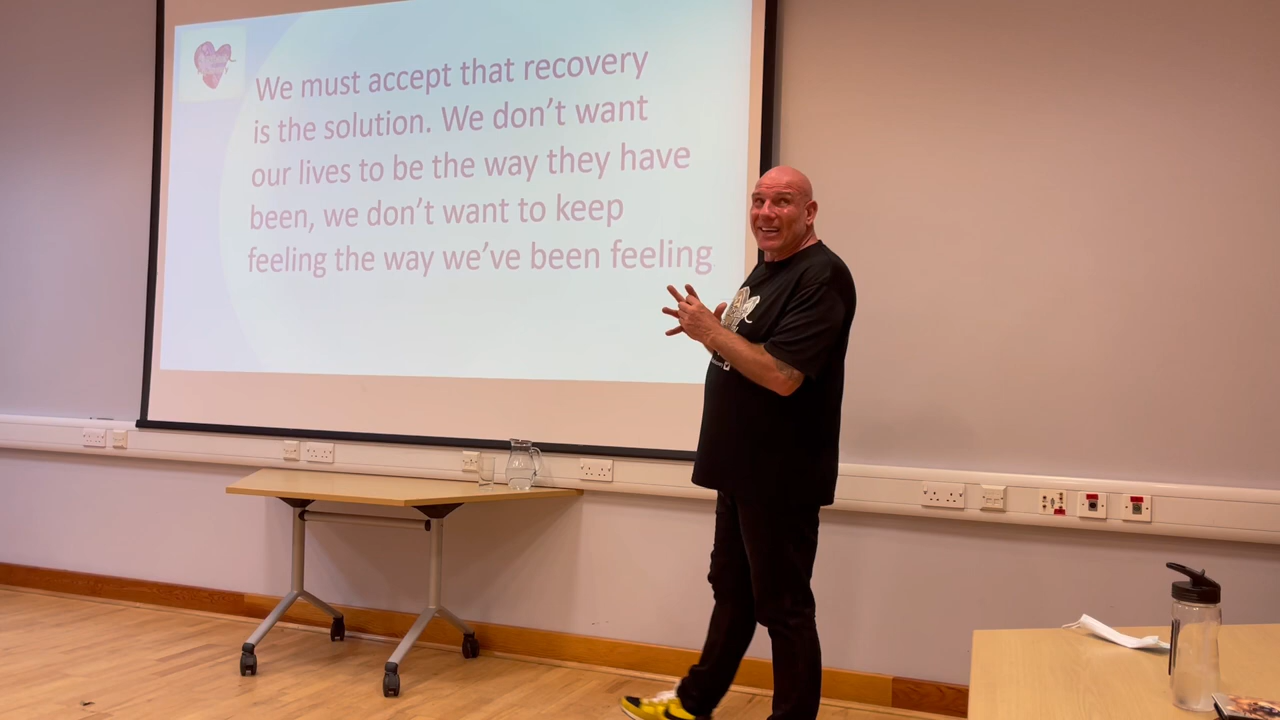 We must accept that recovery
is the solution. We don't want
our lives to be the way they have
been, we don't want to keep
feeling the way we've been feeling